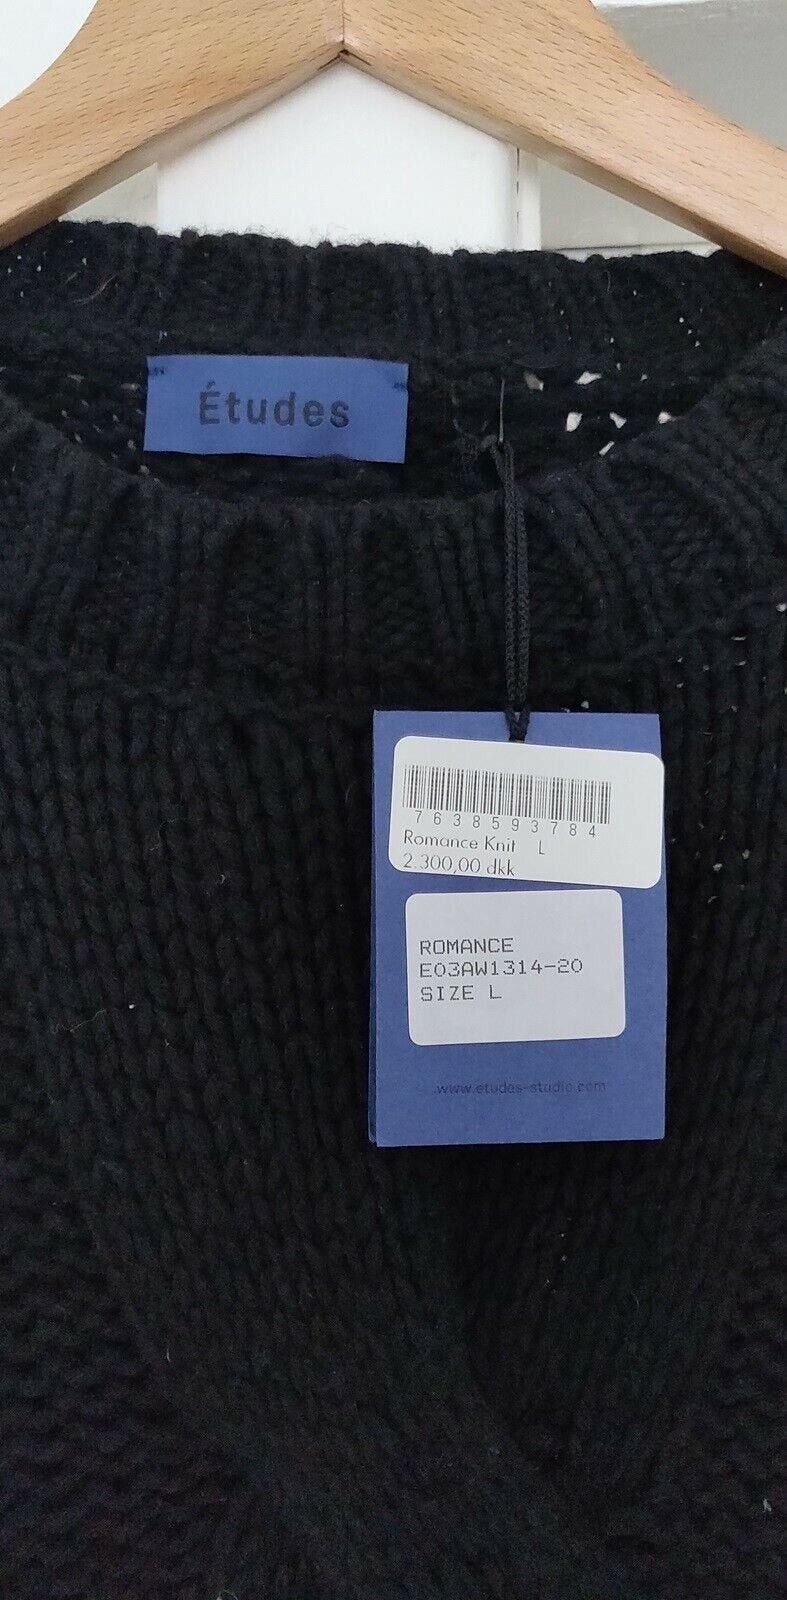 Études
7638593784
Romance Knit L
2.300,00 dkk
ROMANCE
E03AW1314-20
SIZE L
www.etudes-studio.com